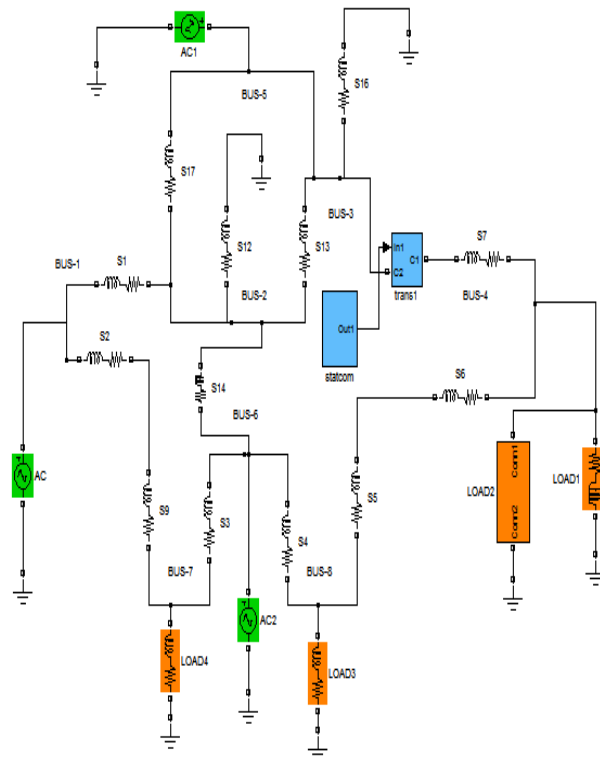 AC1
BUS-5
S16
S17
S12
S13
BUS-3
BUS-1
S1
BUS-2
In1
C1
C2
trans1
S7
BUS-4
S2
Out1
statcom
S14
S6
BUS-6
AC
S9
S3
S4
S5
LOAD2
Conn1
Conn2
LOAD1
BUS-7
BUS-8
AC2
LOAD4
LOAD3